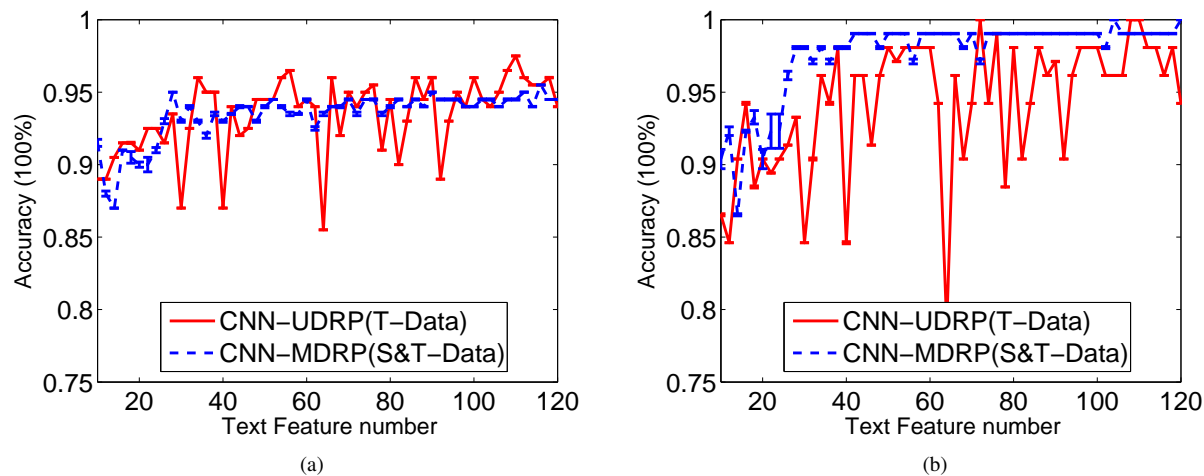 1
0.95
0.9
0.85
0.8
0.75
Accuracy (100%)
CNN−UDRP(T−Data)
CNN−MDRP(S&T−Data)
20 40 60 80 100 120
Text Feature number
(a)
1
0.95
0.9
0.85
0.8
0.75
Accuracy (100%)
CNN−UDRP(T−Data)
CNN−MDRP(S&T−Data)
20 40 60 80 100 120
Text Feature number
(b)